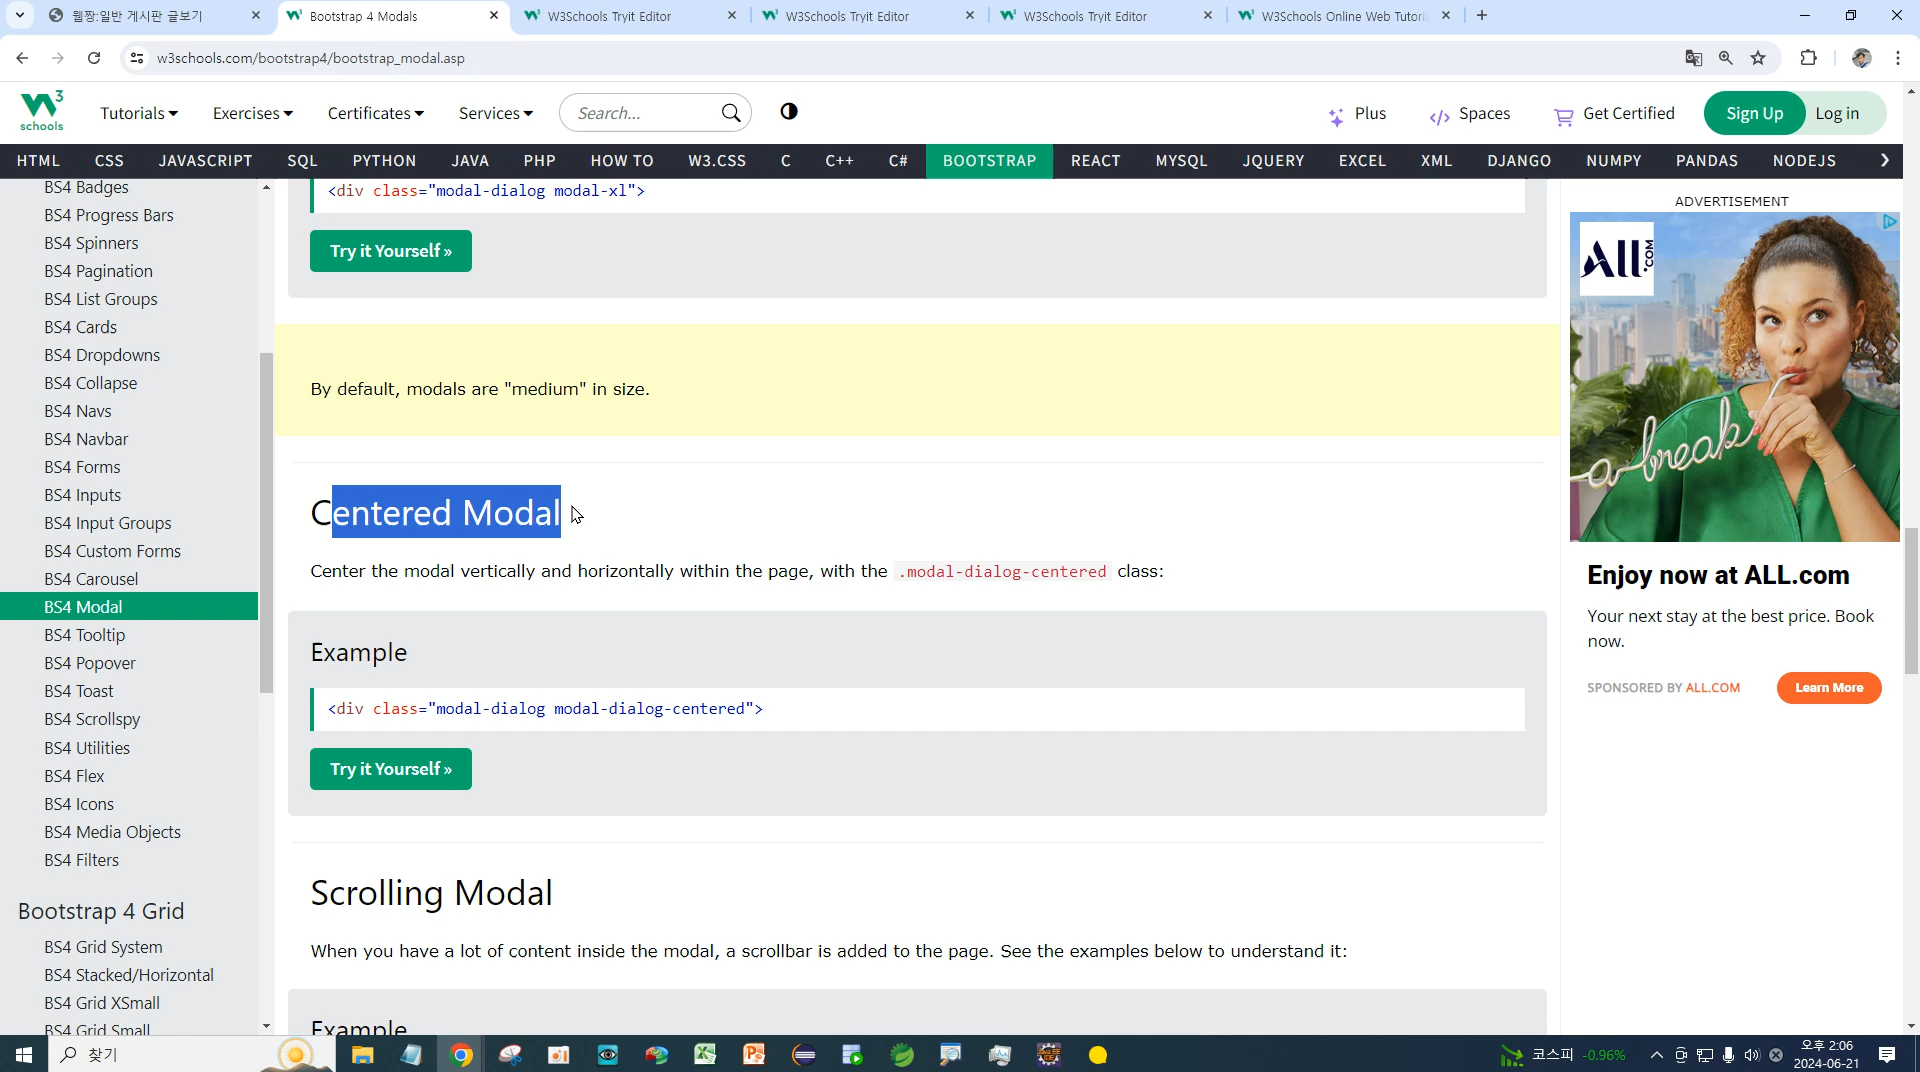 웹짱:일반 게시판 글보기
Bootstrap 4 Modals
W3Schools Tryit Editor
W3Schools Tryit Editor
W3Schools Tryit Editor
W3Schools Online Web Tutori
w3schools.com/bootstrap4/bootstrap_modal.asp
W3 schools
Tutorials
Exercises
Certificates
Services
Search...
Plus
Spaces
Get Certified
Sign Up
Log in
HTML CSS JAVASCRIPT SQL PYTHON JAVA PHP HOW TO W3.CSS C C++ C# BOOTSTRAP REACT MYSQL JQUERY EXCEL XML DJANGO NUMPY PANDAS NODEJS
BS4 Badges
BS4 Progress Bars
BS4 Spinners
BS4 Pagination
BS4 List Groups
BS4 Cards
BS4 Dropdowns
BS4 Collapse
BS4 Navs
BS4 Navbar
BS4 Forms
BS4 Inputs
BS4 Input Groups
BS4 Custom Forms
BS4 Carousel
BS4 Modal
BS4 Tooltip
BS4 Popover
BS4 Toast
BS4 Scrollspy
BS4 Utilities
BS4 Flex
BS4 Icons
BS4 Media Objects
BS4 Filters
Bootstrap 4 Grid
BS4 Grid System
BS4 Stacked/Horizontal
BS4 Grid XSmall
BS4 Grid Small
<div class="modal-dialog modal-xl">
Try it Yourself »
By default, modals are "medium" in size.
Centered Modal
Center the modal vertically and horizontally within the page, with the .modal-dialog-centered class:
Example
<div class="modal-dialog modal-dialog-centered">
Try it Yourself »
Scrolling Modal
When you have a lot of content inside the modal, a scrollbar is added to the page. See the examples below to understand it:
Example
ADVERTISEMENT
ALL.COM
a break
Enjoy now at ALL.com
Your next stay at the best price. Book
now.
SPONSORED BY ALL.COM
Learn More
찾기
코스피 -0.96%
오후 2:06
2024-06-21